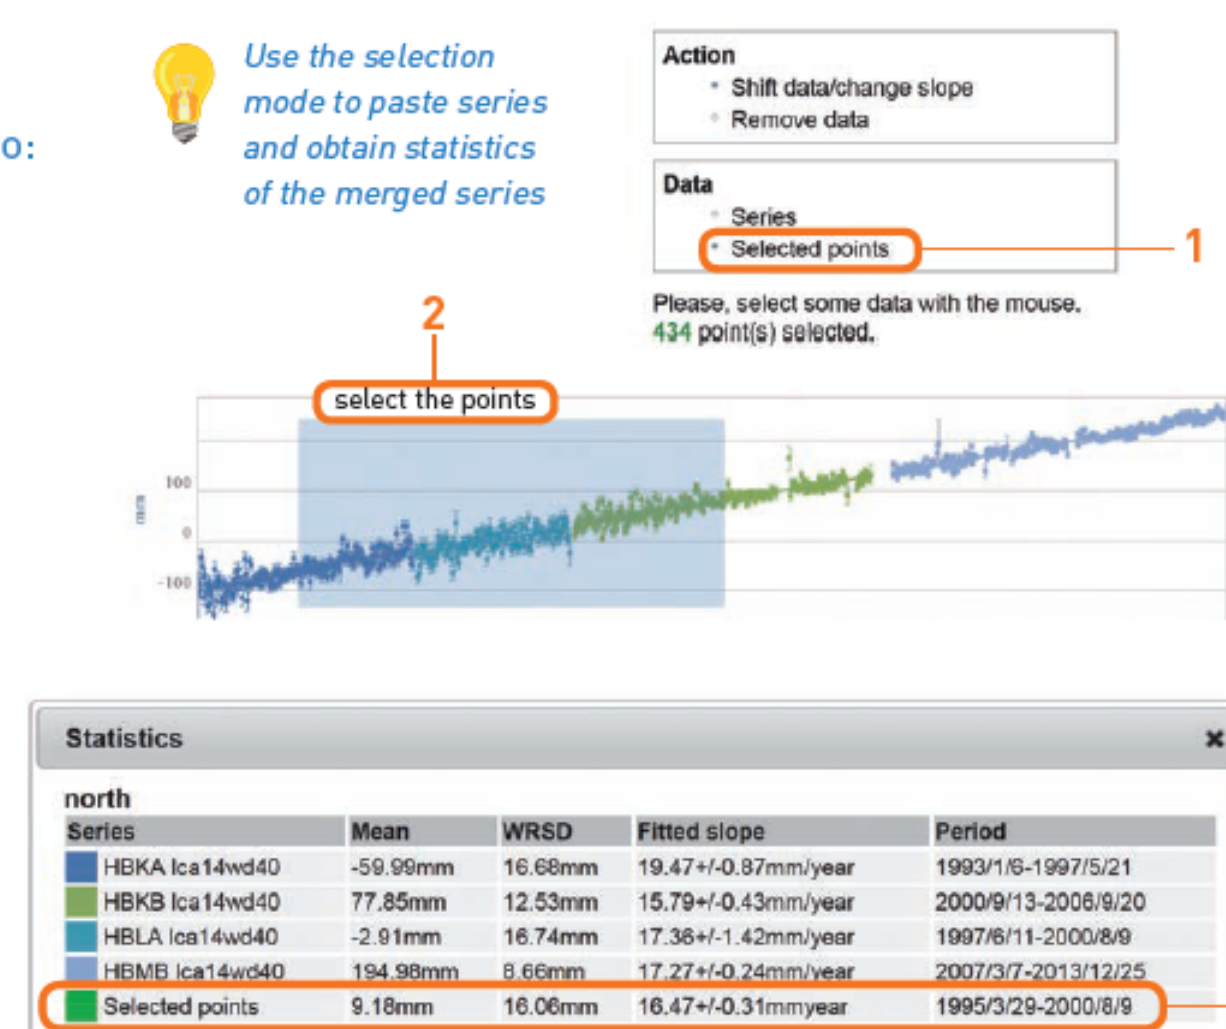 Use the selection
mode to paste series
and obtain statistics
of the merged series
o:
Action
Shift data/change slope
Remove data
Data
Series
Selected points
1
Please, select some data with the mouse.
434 point(s) selected.
2
select the points
100
mm
0
-100
Statistics
north
Series Mean WRSD Fitted slope Period
HBKA lca14wd40 -59.99mm 16.68mm 19.47+/-0.87mm/year 1993/1/6-1997/5/21
HBKB lca14wd40 77.85mm 12.53mm 15.79+/-0.43mm/year 2000/9/13-2006/9/20
HBLA lca14wd40 -2.91mm 16.74mm 17.36+/-1.42mm/year 1997/6/11-2000/8/9
HBMB lca14wd40 194.98mm 8.66mm 17.27+/-0.24mm/year 2007/3/7-2013/12/25
Selected points 9.18mm 16.06mm 16.47+/-0.31mmyear 1995/3/29-2000/8/9